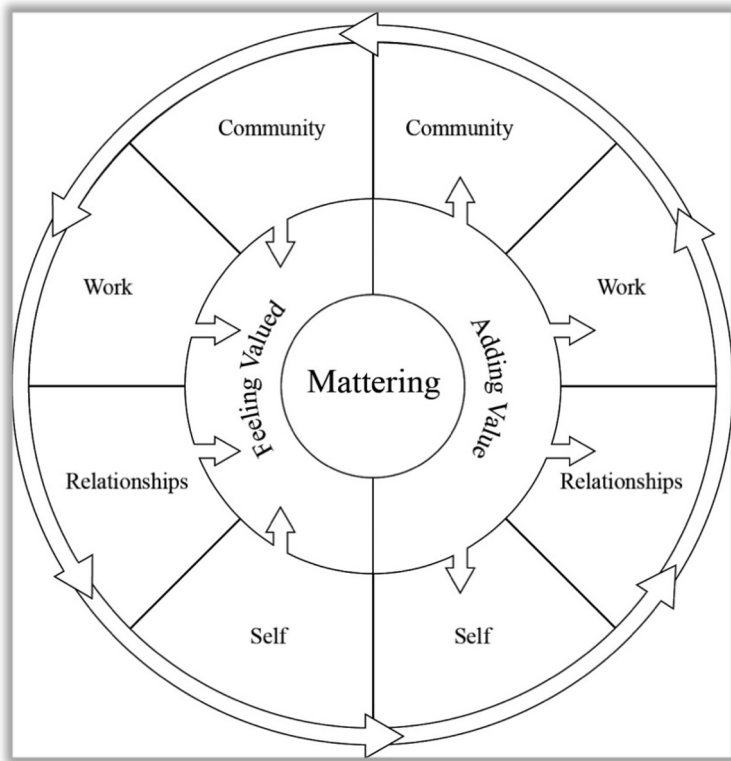 Community
Community
Work
Work
Feeling Valued
Mattering
Adding Value
Relationships
Relationships
Self
Self